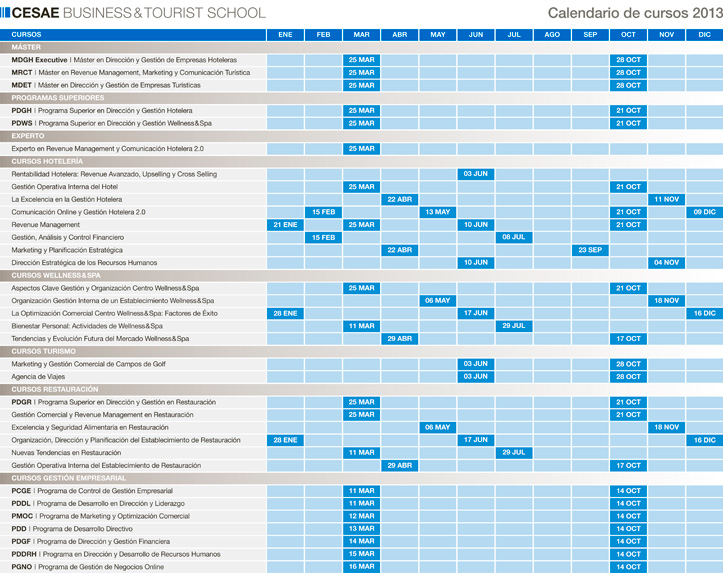 CESAE BUSINESS & TOURIST SCHOOL
Calendario de cursos 2013
CURSOS ENE FEB MAR ABR MAY JUN JUL AGO SEP OCT NOV DIC
MÁSTER
MDGH Executive | Máster en Dirección y Gestión de Empresas Hoteleras 25 MAR 28 OCT
MRCT | Máster en Revenue Management, Marketing y Comunicación Turística 25 MAR 28 OCT
MDET | Máster en Dirección y Gestión de Empresas Turísticas 25 MAR 28 OCT
PROGRAMAS SUPERIORES
PDGH | Programa Superior en Dirección y Gestión Hotelera 25 MAR 21 OCT
PDWS | Programa Superior en Dirección y Gestión Wellness&Spa 25 MAR 21 OCT
EXPERTO
Experto en Revenue Management y Comunicación Hotelera 2.0 25 MAR
CURSOS HOTELERÍA
Rentabilidad Hotelera: Revenue Avanzado, Upselling y Cross Selling 03 JUN
Gestión Operativa Interna del Hotel 25 MAR 21 OCT
La Excelencia en la Gestión Hotelera 22 ABR 11 NOV
Comunicación Online y Gestión Hotelera 2.0 15 FEB 13 MAY 21 OCT 09 DIC
Revenue Management 21 ENE 25 MAR 10 JUN 21 OCT
Gestión, Análisis y Control Financiero 15 FEB 08 JUL
Marketing y Planificación Estratégica 22 ABR 23 SEP
Dirección Estratégica de los Recursos Humanos 10 JUN 04 NOV
CURSOS WELLNESS&SPA
Aspectos Clave Gestión y Organización Centro Wellness&Spa 25 MAR 21 OCT
Organización Gestión Interna de un Establecimiento Wellness&Spa 06 MAY 18 NOV
La Optimización Comercial Centro Wellness&Spa: Factores de Éxito 28 ENE 17 JUN 16 DIC
Bienestar Personal: Actividades de Wellness&Spa 11 MAR 29 JUL
Tendencias y Evolución Futura del Mercado Wellness&Spa 29 ABR 17 OCT
CURSOS TURISMO
Marketing y Gestión Comercial de Campos de Golf 03 JUN 28 OCT
Agencia de Viajes 03 JUN 28 OCT
CURSOS RESTAURACIÓN
PDGR | Programa Superior en Dirección y Gestión en Restauración 25 MAR 21 OCT
Gestión Comercial y Revenue Management en Restauración 25 MAR 21 OCT
Excelencia y Seguridad Alimentaria en Restauración 06 MAY 18 NOV
Organización, Dirección y Planificación del Establecimiento de Restauración 28 ENE 17 JUN 16 DIC
Nuevas Tendencias en Restauración 11 MAR 29 JUL
Gestión Operativa Interna del Establecimiento de Restauración 29 ABR 17 OCT
CURSOS GESTIÓN EMPRESARIAL
PCGE | Programa de Control de Gestión Empresarial 11 MAR 14 OCT
PDDL | Programa de Desarrollo en Dirección y Liderazgo 11 MAR 14 OCT
PMOC | Programa de Marketing y Optimización Comercial 12 MAR 14 OCT
PDD | Programa de Desarrollo Directivo 13 MAR 14 OCT
PDGF | Programa de Dirección y Gestión Financiera 14 MAR 14 OCT
PDDRH | Programa en Dirección y Desarrollo de Recursos Humanos 15 MAR 14 OCT
PGNO | Programa de Gestión de Negocios Online 16 MAR 14 OCT